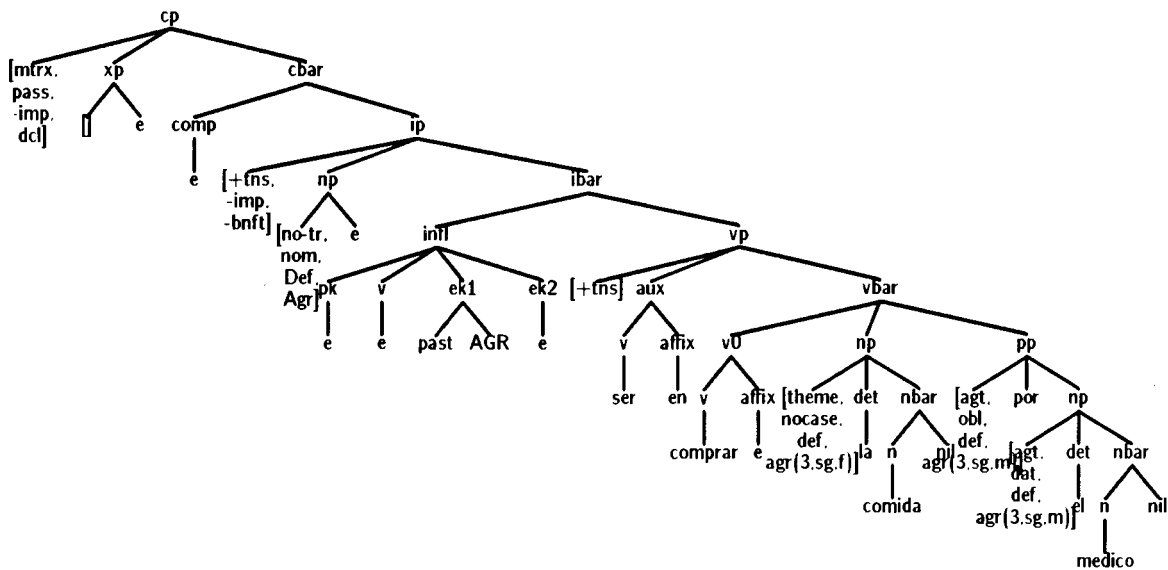 cp
[mtrx, xp cbar
pass,
-imp, [] e comp ip
dcl]
e [+tns, np ibar
-imp,
-bnft] [no-tr, e infl vp
nom,
Def,
Agr] pk v ek1 ek2 [+tns] aux vbar
e e past AGR e v affix v0 np pp
ser en v affix [theme, det nbar [agt, por np
nocase, obl,
def, def,
comprar e agr(3,sg,f)] la n nil agr(3,sg,m)] [agt, det nbar
dat,
comida def, el n nil
agr(3,sg,m)]
medico